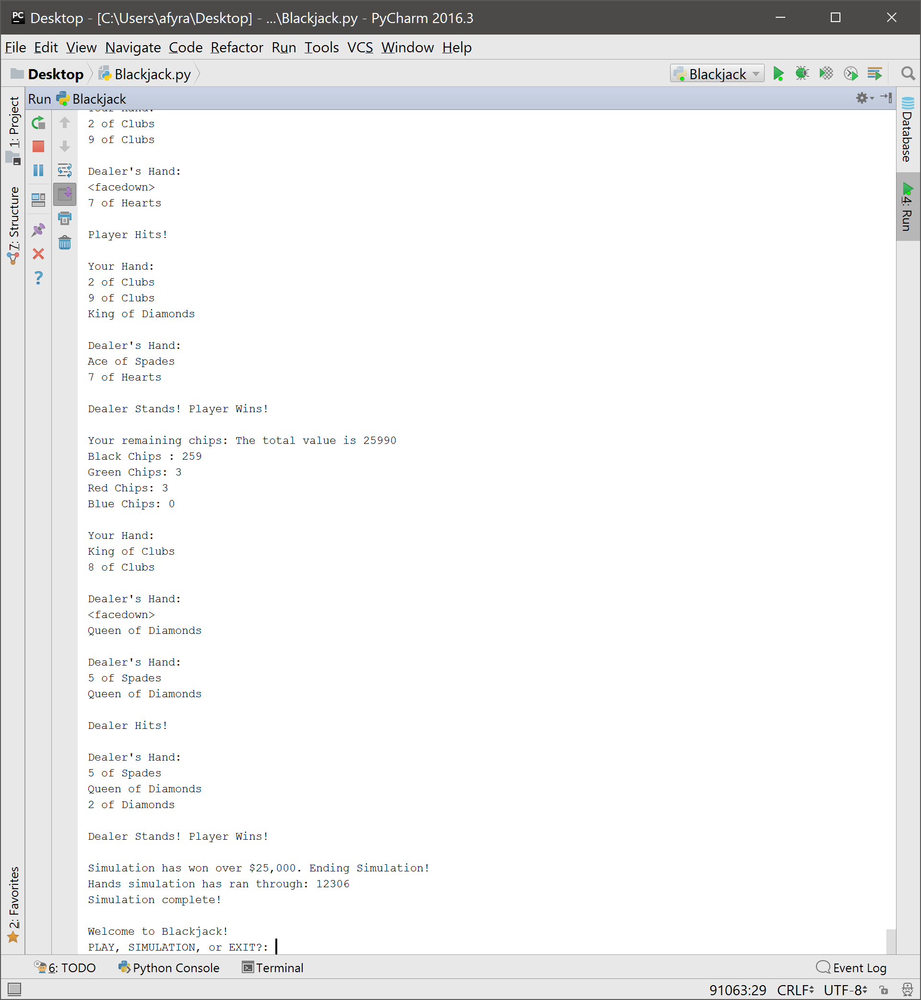 Desktop - [C:\Users\afyra\Desktop] - ...\Blackjack.py - PyCharm 2016.3
File Edit View Navigate Code Refactor Run Tools VCS Window Help
Desktop Blackjack.py Blackjack
Run Blackjack
1: Project
7: Structure
2: Favorites
Database
4: Run
Your Hand:
2 of Clubs
9 of Clubs
Dealer's Hand:
<facedown>
7 of Hearts
Player Hits!
Your Hand:
2 of Clubs
9 of Clubs
King of Diamonds
Dealer's Hand:
Ace of Spades
7 of Hearts
Dealer Stands! Player Wins!
Your remaining chips: The total value is 25990
Black Chips : 259
Green Chips: 3
Red Chips: 3
Blue Chips: 0
Your Hand:
King of Clubs
8 of Clubs
Dealer's Hand:
<facedown>
Queen of Diamonds
Dealer's Hand:
5 of Spades
Queen of Diamonds
Dealer Hits!
Dealer's Hand:
5 of Spades
Queen of Diamonds
2 of Diamonds
Dealer Stands! Player Wins!
Simulation has won over $25,000. Ending Simulation!
Hands simulation has ran through: 12306
Simulation complete!
Welcome to Blackjack!
PLAY, SIMULATION, or EXIT?:
6: TODO Python Console Terminal Event Log
91063:29 CRLF UTF-8